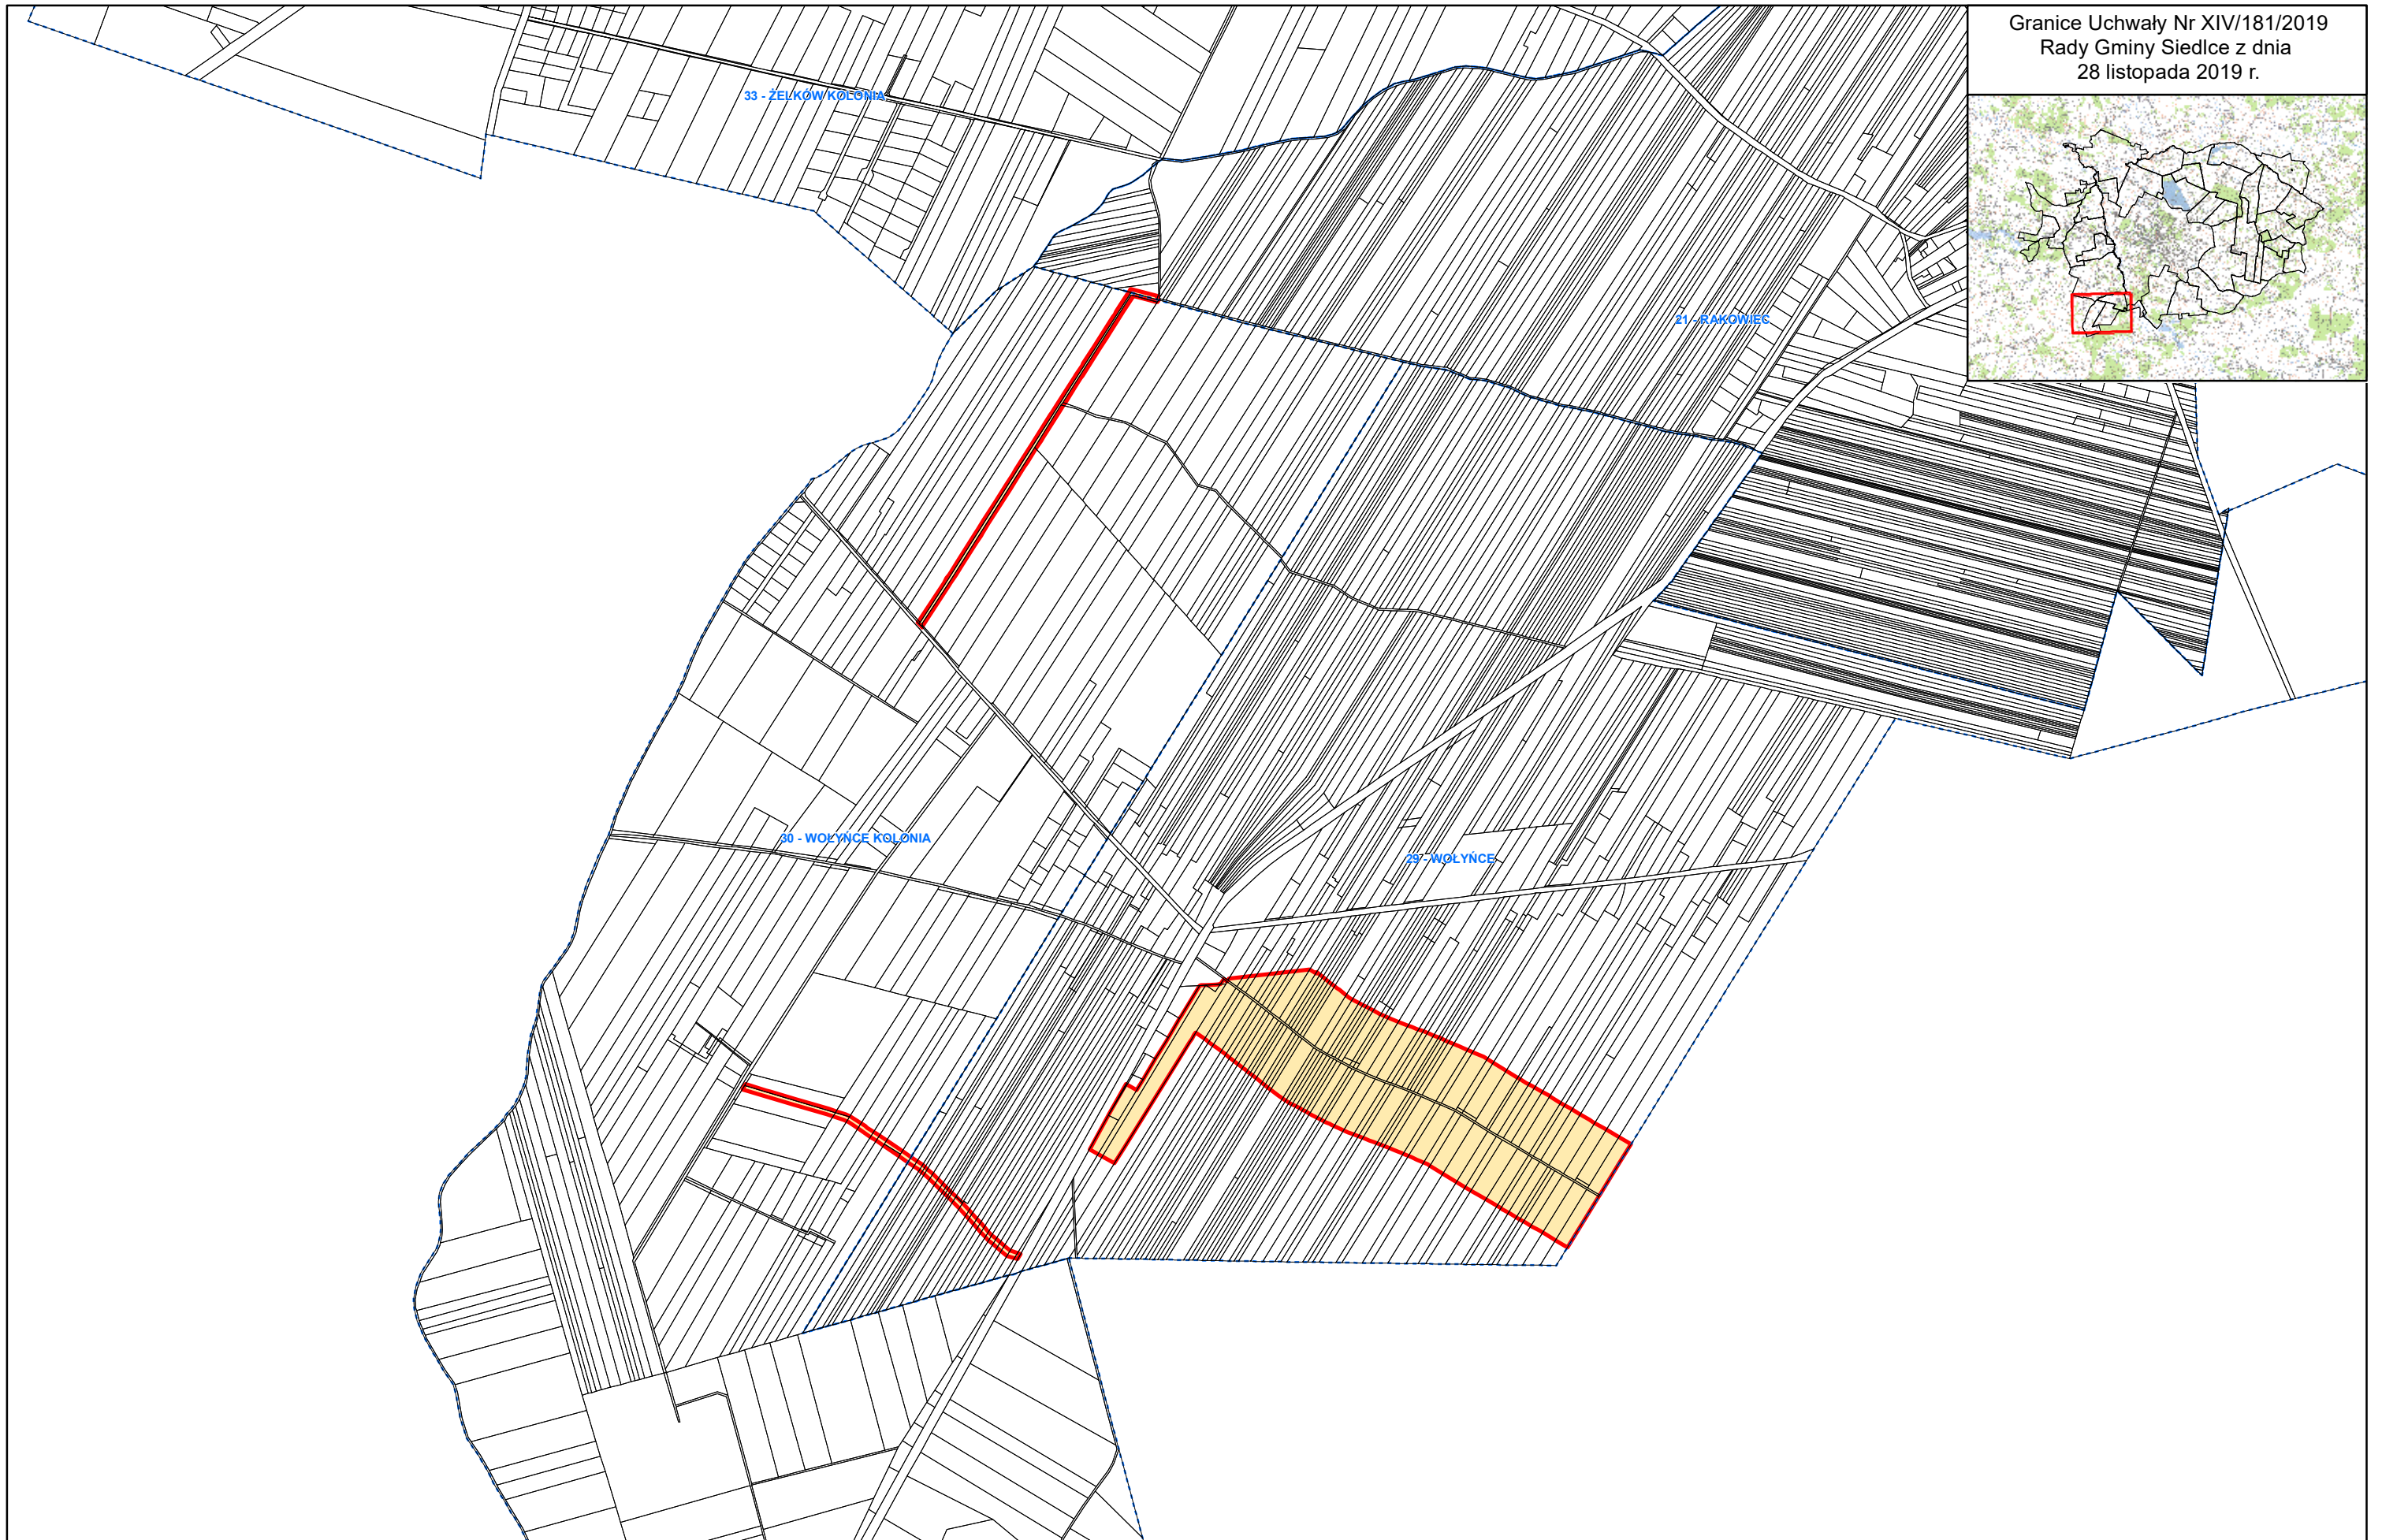 Granice Uchwały Nr XIV/181/2019
Rady Gminy Siedlce z dnia
28 listopada 2019 r.
33 - ŻELKÓW KOLONIA
21 - RAKOWIEC
30 - WOŁYŃCE KOLONIA
29 - WOŁYŃCE